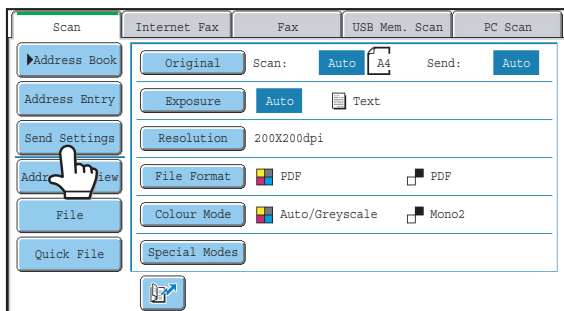 Scan Internet Fax Fax USB Mem. Scan PC Scan
Address Book Original Scan: Auto A4 Send: Auto
Address Entry Exposure Auto Text
Send Settings Resolution 200X200dpi
File Format PDF PDF
File Colour Mode Auto/Greyscale Mono2
Quick File Special Modes